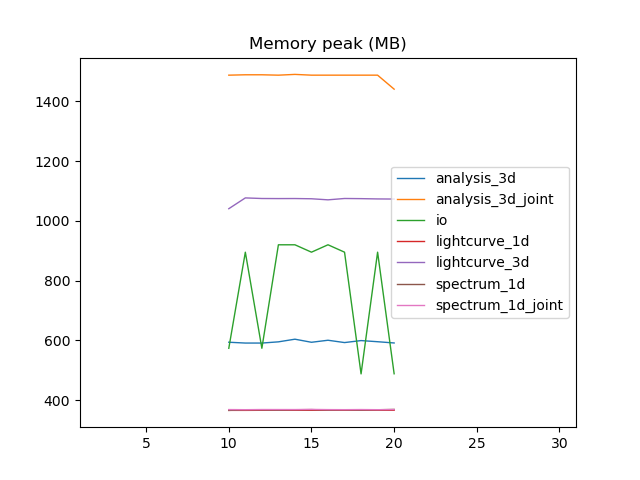 Memory peak (MB)
1400
1200
1000
800
600
400
analysis_3d
analysis_3d_joint
io
lightcurve_1d
lightcurve_3d
spectrum_1d
spectrum_1d_joint
5
10
15
20
25
30